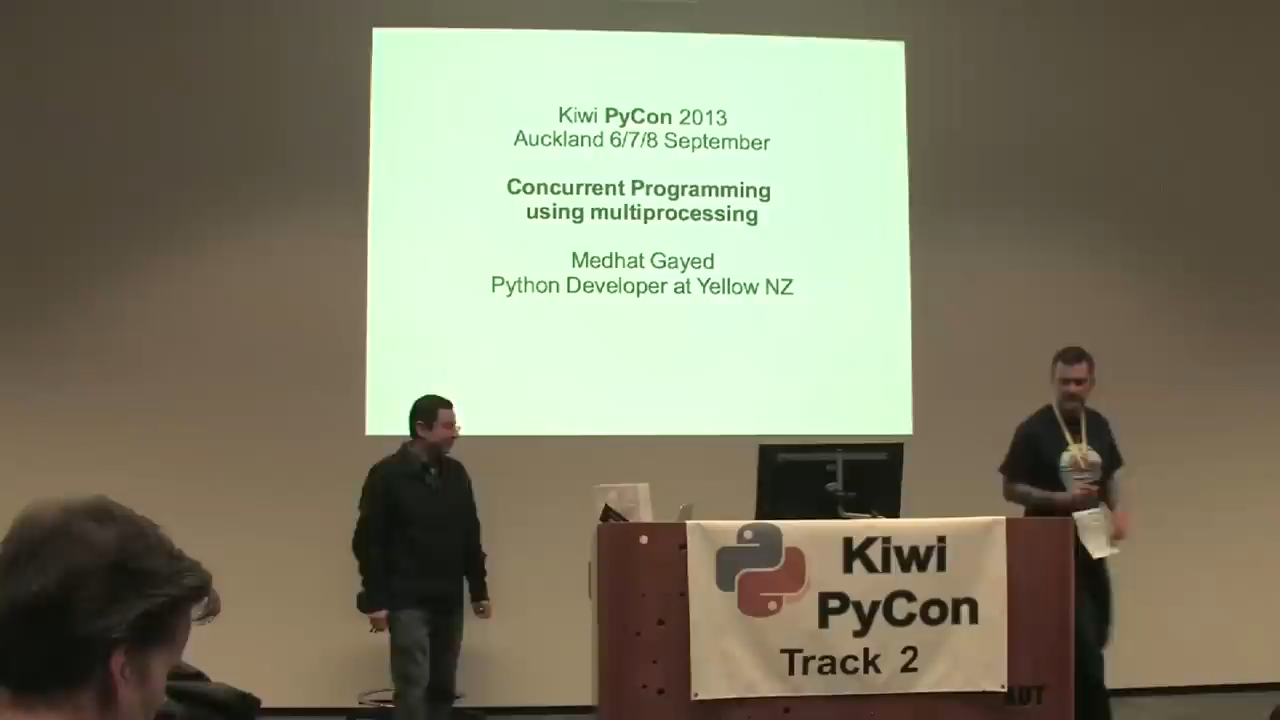 Kiwi PyCon 2013
Auckland 6/7/8 September
Concurrent Programming
using multiprocessing
Medhat Gayed
Python Developer at Yellow NZ
Kiwi
PyCon
Track 2
AUT